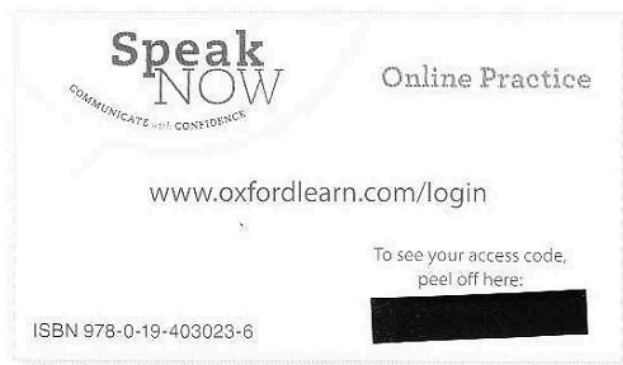 Speak
NOW
COMMUNICATE with CONFIDENCE
Online Practice
www.oxfordlearn.com/login
To see your access code,
peel off here:
ISBN 978-0-19-403023-6